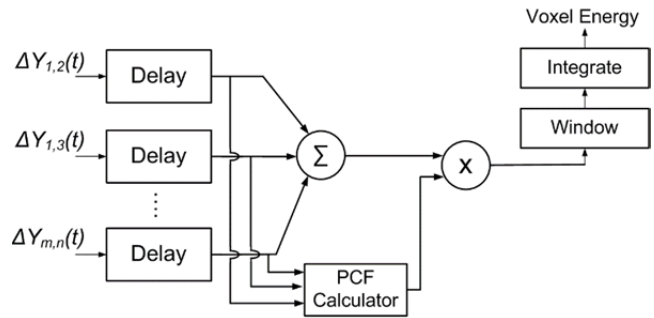 Voxel Energy
Integrate
Window
ΔY1,2(t)
Delay
ΔY1,3(t)
Delay
Σ
X
ΔYm,n(t)
Delay
PCF
Calculator